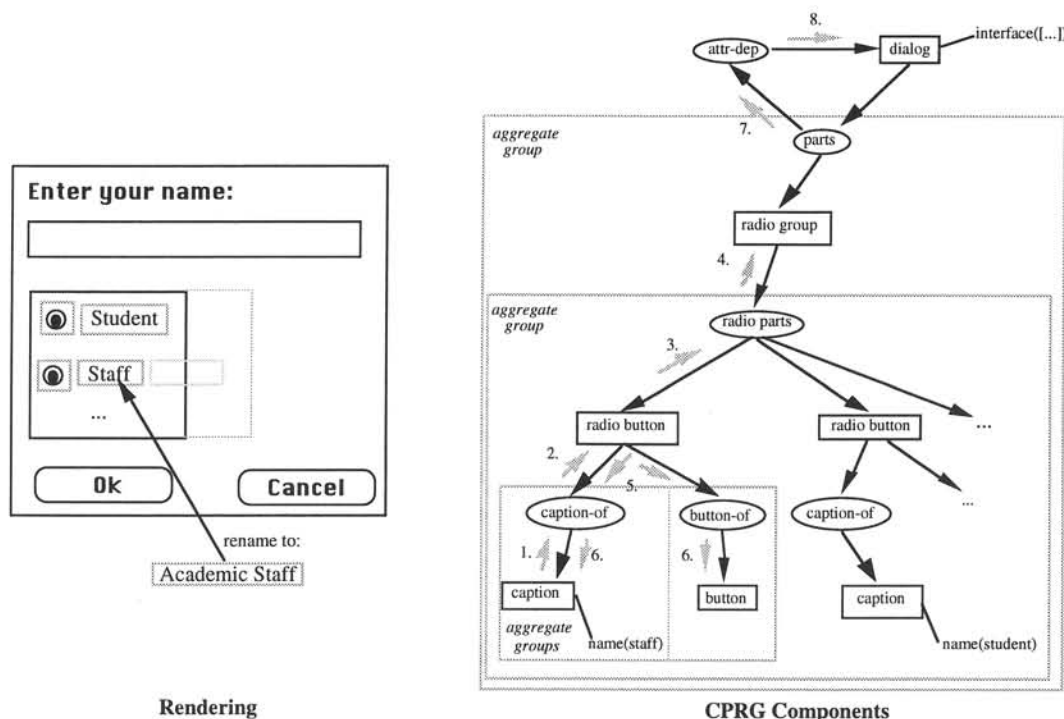 Enter your name:
Student
Staff
...
Ok
Cancel
rename to:
Academic Staff
Rendering
8.
attr-dep
dialog
interface([...])
7.
aggregate
group
parts
radio group
4.
aggregate
group
radio parts
3.
radio button
radio button
...
2.
5.
...
caption-of
button-of
caption-of
1.
6.
6.
caption
button
caption
aggregate
groups
name(staff)
name(student)
CPRG Components